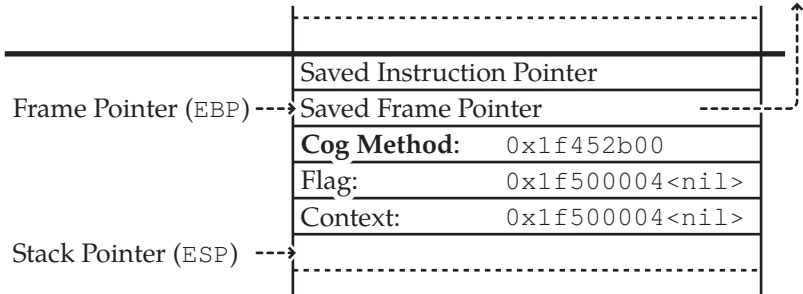 Saved Instruction Pointer
Frame Pointer (EBP) Saved Frame Pointer
Cog Method: 0x1f452b00
Flag: 0x1f500004<nil>
Context: 0x1f500004<nil>
Stack Pointer (ESP)